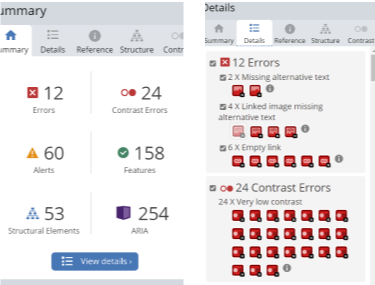 ummary
ummary
Details
Reference
Structure
Contr
12
Errors
24
Contrast Errors
60
Alerts
158
Features
53
Structural Elements
254
ARIA
View details ›
Details
Summary
Details
Reference
Structure
Contrast
12 Errors
2 X Missing alternative text
4 X Linked image missing
alternative text
6 X Empty link
24 Contrast Errors
24 X Very low contrast